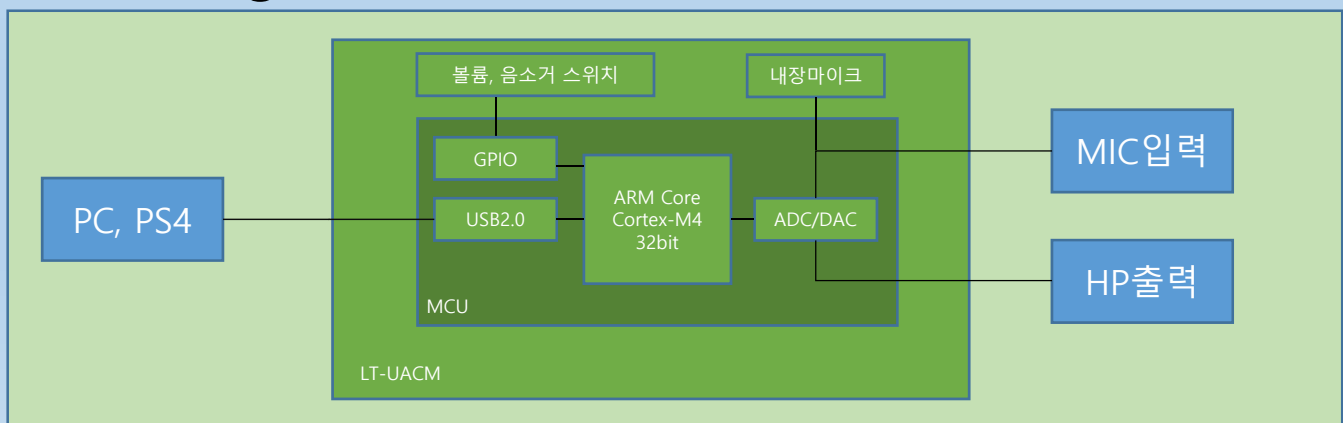 볼륨, 음소거 스위치
내장마이크
GPIO
MIC입력
ARM Core
Cortex-M4
32bit
PC, PS4
USB2.0
ADC/DAC
HP출력
MCU
LT-UACM